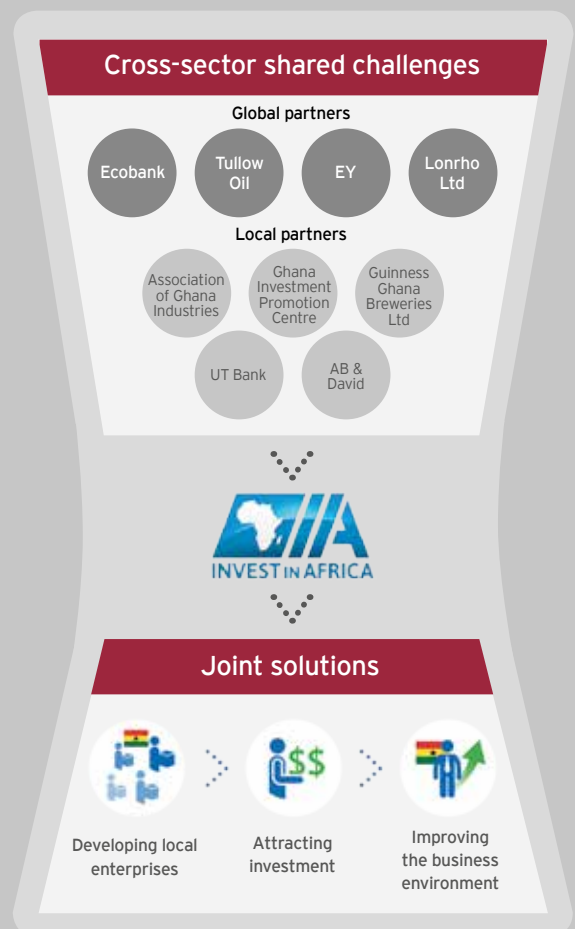 Cross-sector shared challenges
Global partners
Ecobank
Tullow
Oil
EY
Lonrho
Ltd
Local partners
Association
of Ghana
Industries
Ghana
Investment
Promotion
Centre
Guinness
Ghana
Breweries
Ltd
UT Bank
AB &
David
IIA
INVEST IN AFRICA
Joint solutions
$$
Developing local
enterprises
Attracting
investment
Improving
the business
environment